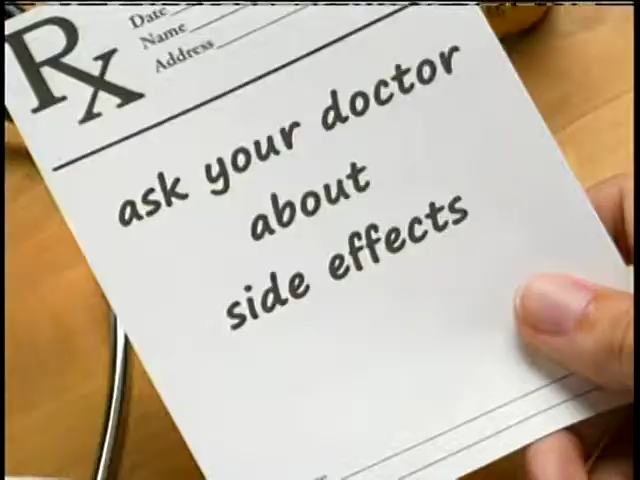 Rx
Date
Name
Address
ask your doctor
about
side effects